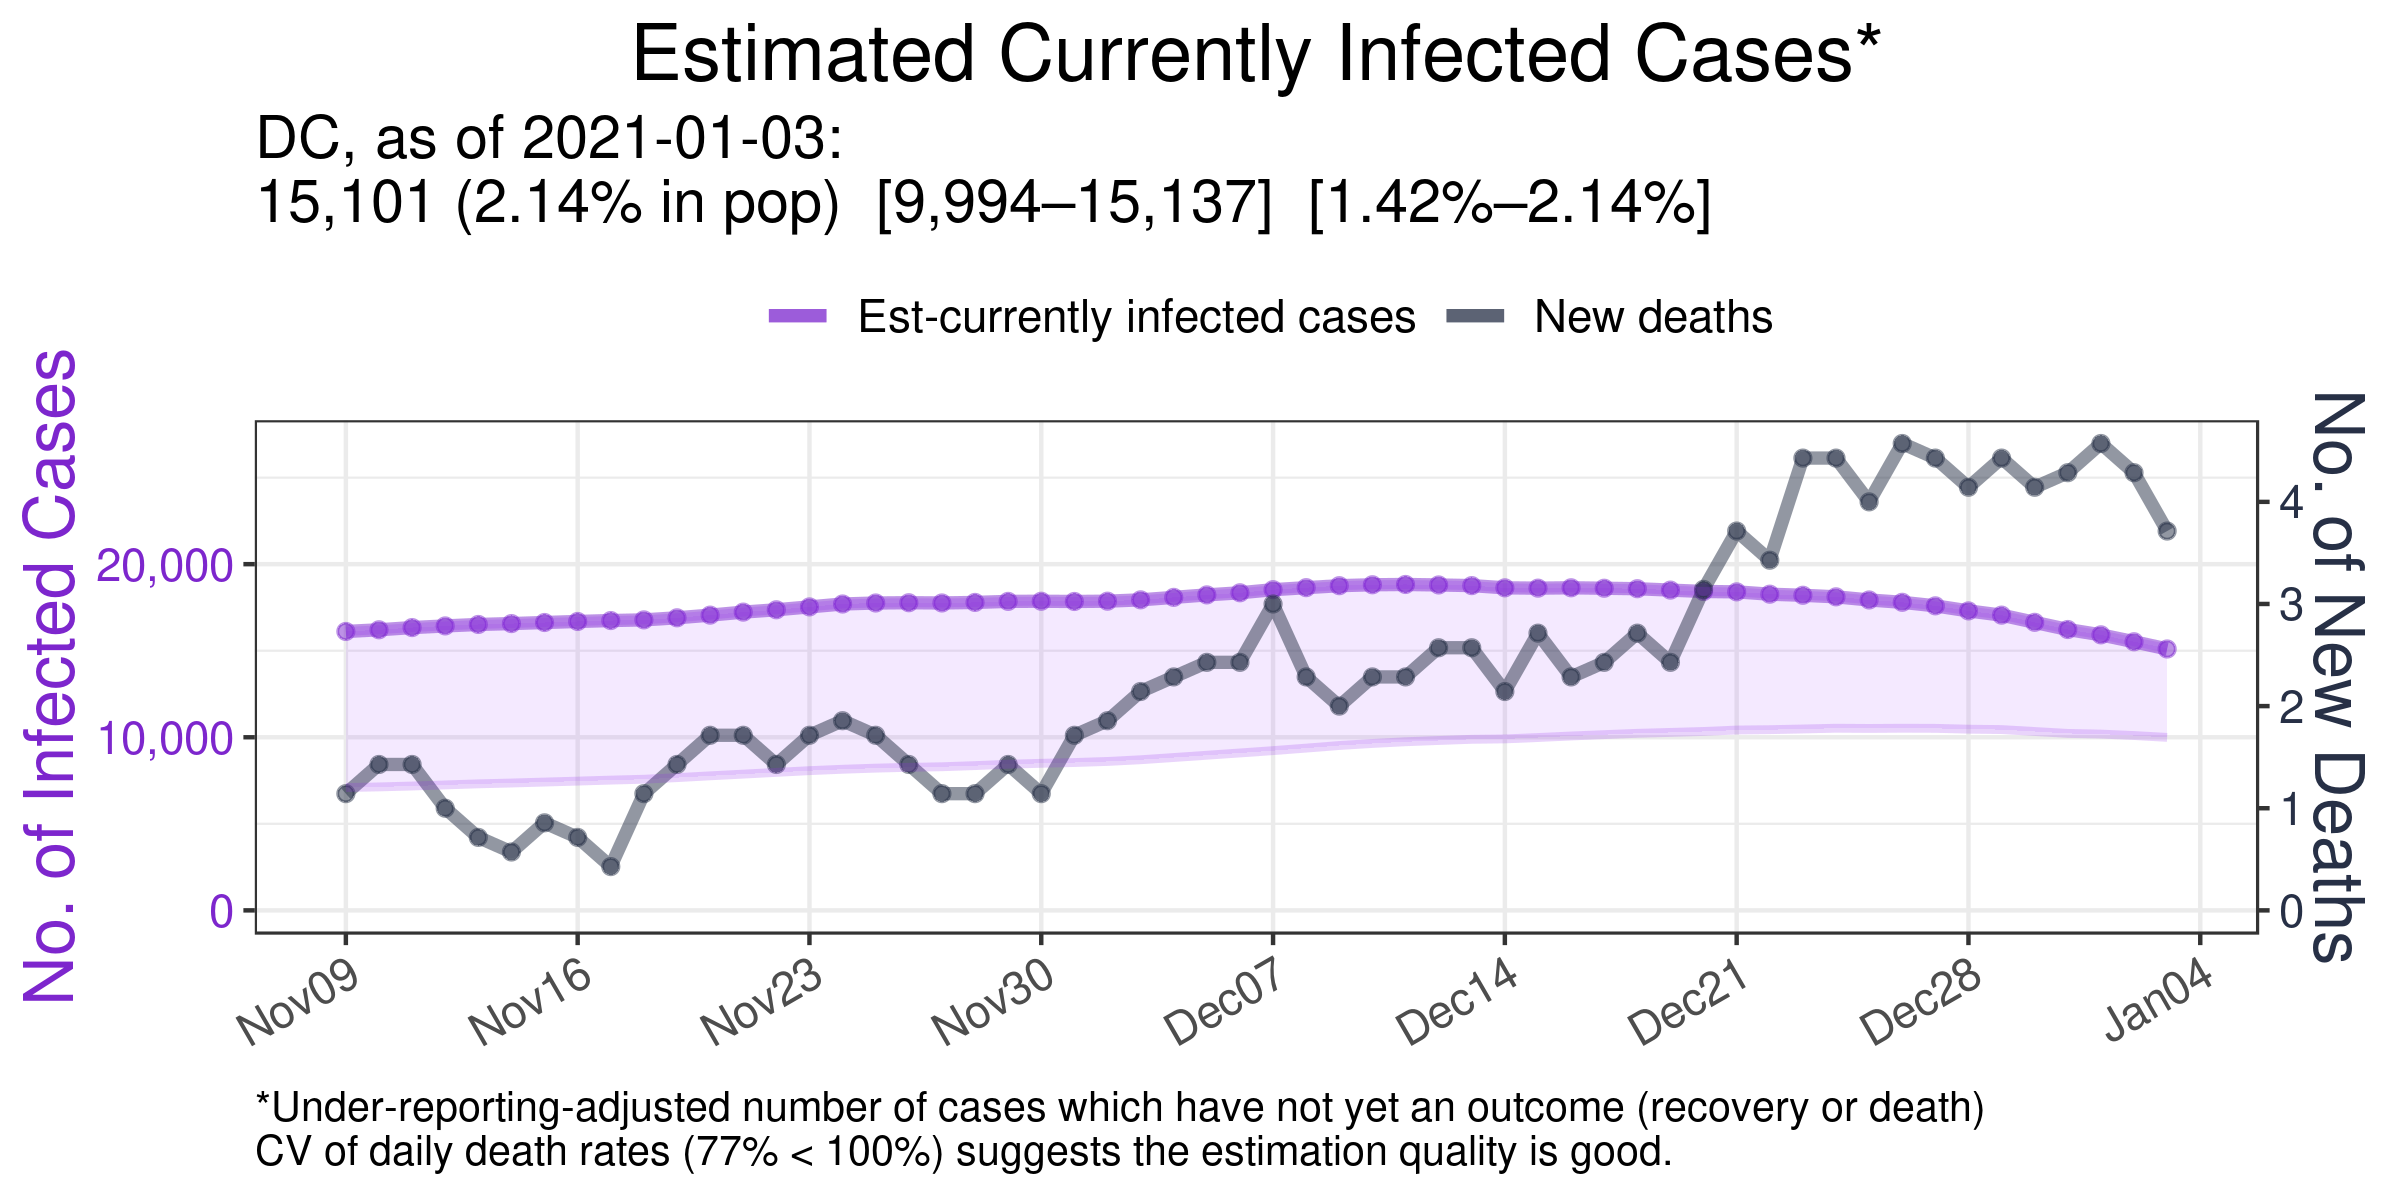 Estimated Currently Infected Cases*
DC, as of 2021-01-03:
15,101 (2.14% in pop)  [9,994–15,137]  [1.42%–2.14%]
Est-currently infected cases
New deaths
No. of Infected Cases
20,000
10,000
0
No. of New Deaths
4
3
2
1
0
Nov09
Nov16
Nov23
Nov30
Dec07
Dec14
Dec21
Dec28
Jan04
*Under-reporting-adjusted number of cases which have not yet an outcome (recovery or death)
CV of daily death rates (77% < 100%) suggests the estimation quality is good.